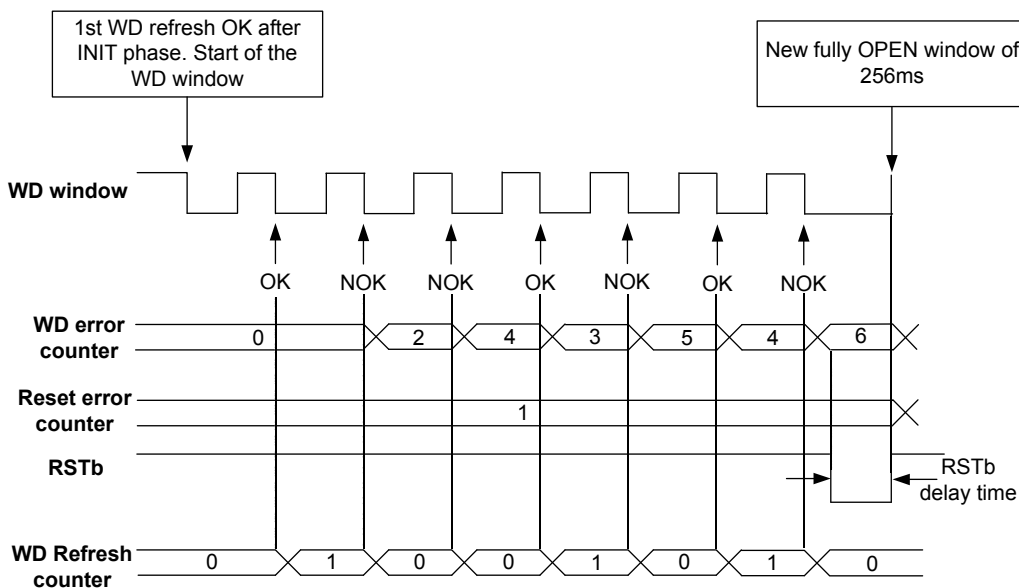 1st WD refresh OK after
INIT phase. Start of the
WD window
New fully OPEN window of
256ms
WD window
OK NOK NOK OK NOK OK NOK
WD error
counter
0 2 4 3 5 4 6
Reset error
counter
1
RSTb
RSTb
delay time
WD Refresh
counter
0 1 0 0 1 0 1 0